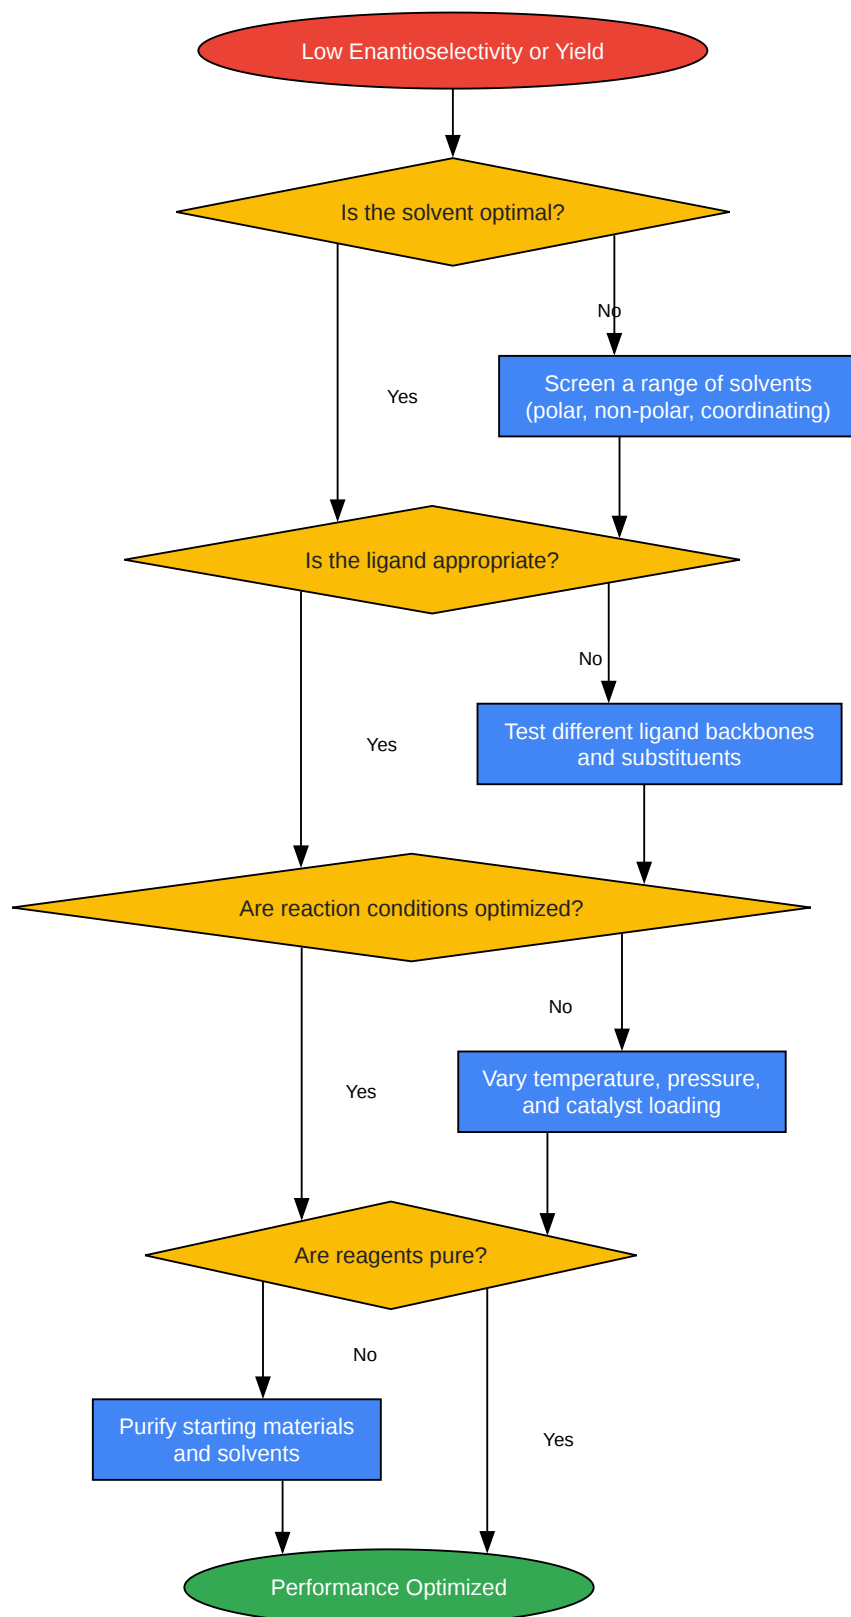 Low Enantioselectivity or Yield
Is the solvent optimal?
No
Screen a range of solvents
(polar, non-polar, coordinating)
Yes
Is the ligand appropriate?
No
Test different ligand backbones
and substituents
Yes
Are reaction conditions optimized?
No
Vary temperature, pressure,
and catalyst loading
Yes
Are reagents pure?
No
Purify starting materials
and solvents
Yes
Performance Optimized